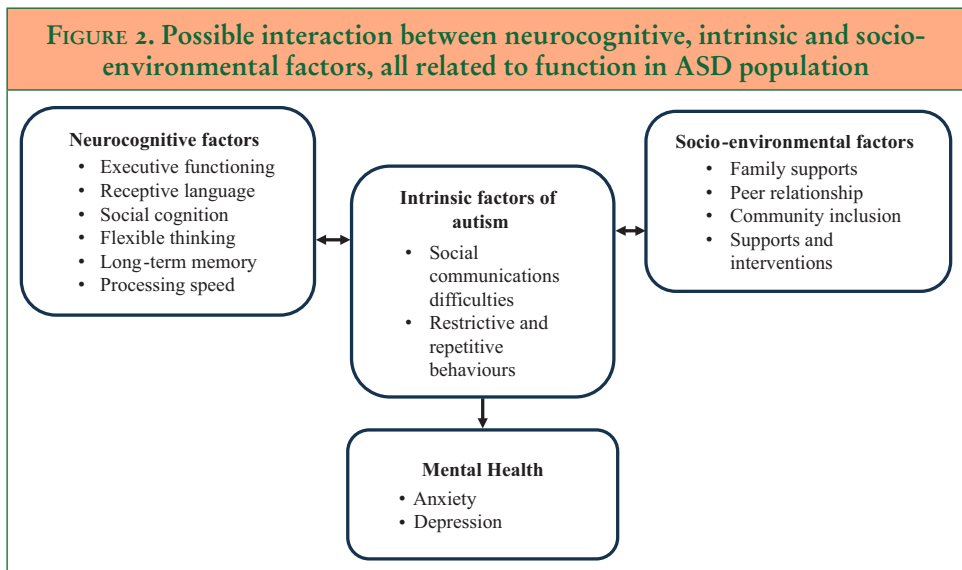 FIGURE 2. Possible interaction between neurocognitive, intrinsic and socio-
environmental factors, all related to function in ASD population
Neurocognitive factors
• Executive functioning
• Receptive language
• Social cognition
• Flexible thinking
• Long-term memory
• Processing speed
Intrinsic factors of
autism
• Social
communications
difficulties
• Restrictive and
repetitive
behaviours
Socio-environmental factors
• Family supports
• Peer relationship
• Community inclusion
• Supports and
interventions
Mental Health
• Anxiety
• Depression